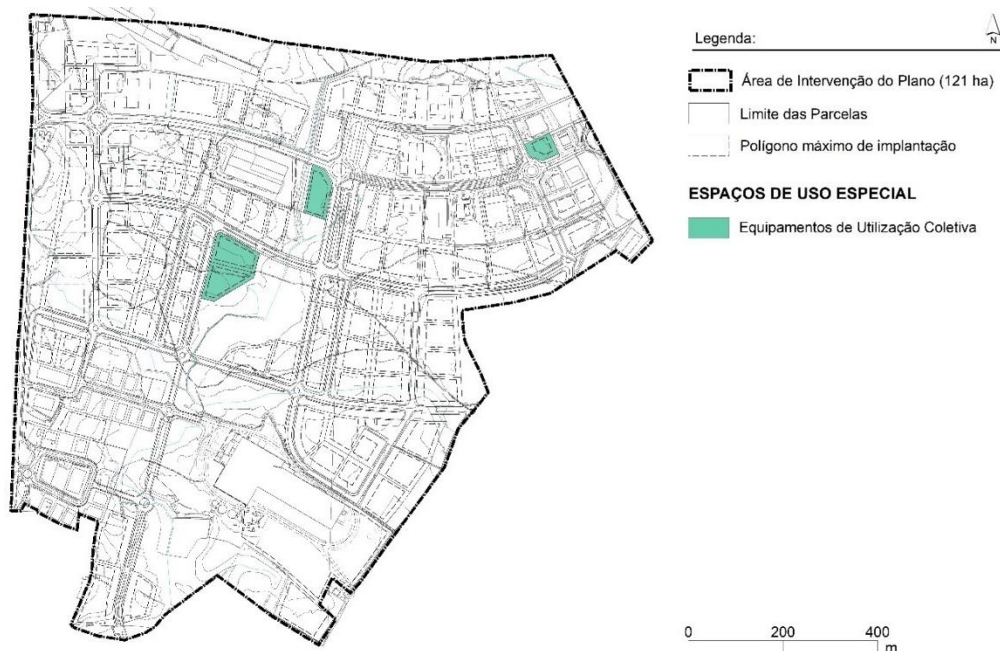 Legenda:
N
Área de Intervenção do Plano (121 ha)
Limite das Parcelas
Polígono máximo de implantação
ESPAÇOS DE USO ESPECIAL
Equipamentos de Utilização Coletiva
0 200 400
m